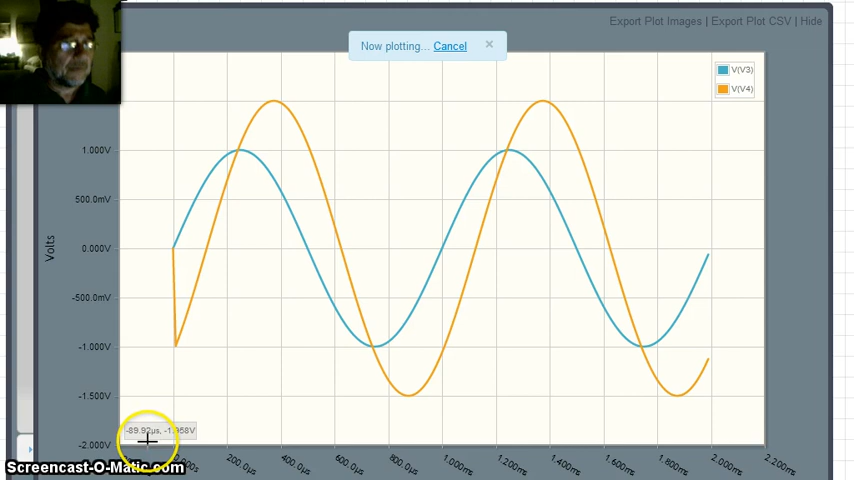 Export Plot Images | Export Plot CSV | Hide
Now plotting... Cancel ×
V(V3)
V(V4)
1.000V
500.0mV
0.000V
-500.0mV
-1.000V
-1.500V
-2.000V
Volts
200.0µs
400.0µs
600.0µs
800.0µs
1.000ms
1.200ms
1.400ms
1.600ms
1.800ms
2.000ms
2.200ms
Screencast-O-Matic.com